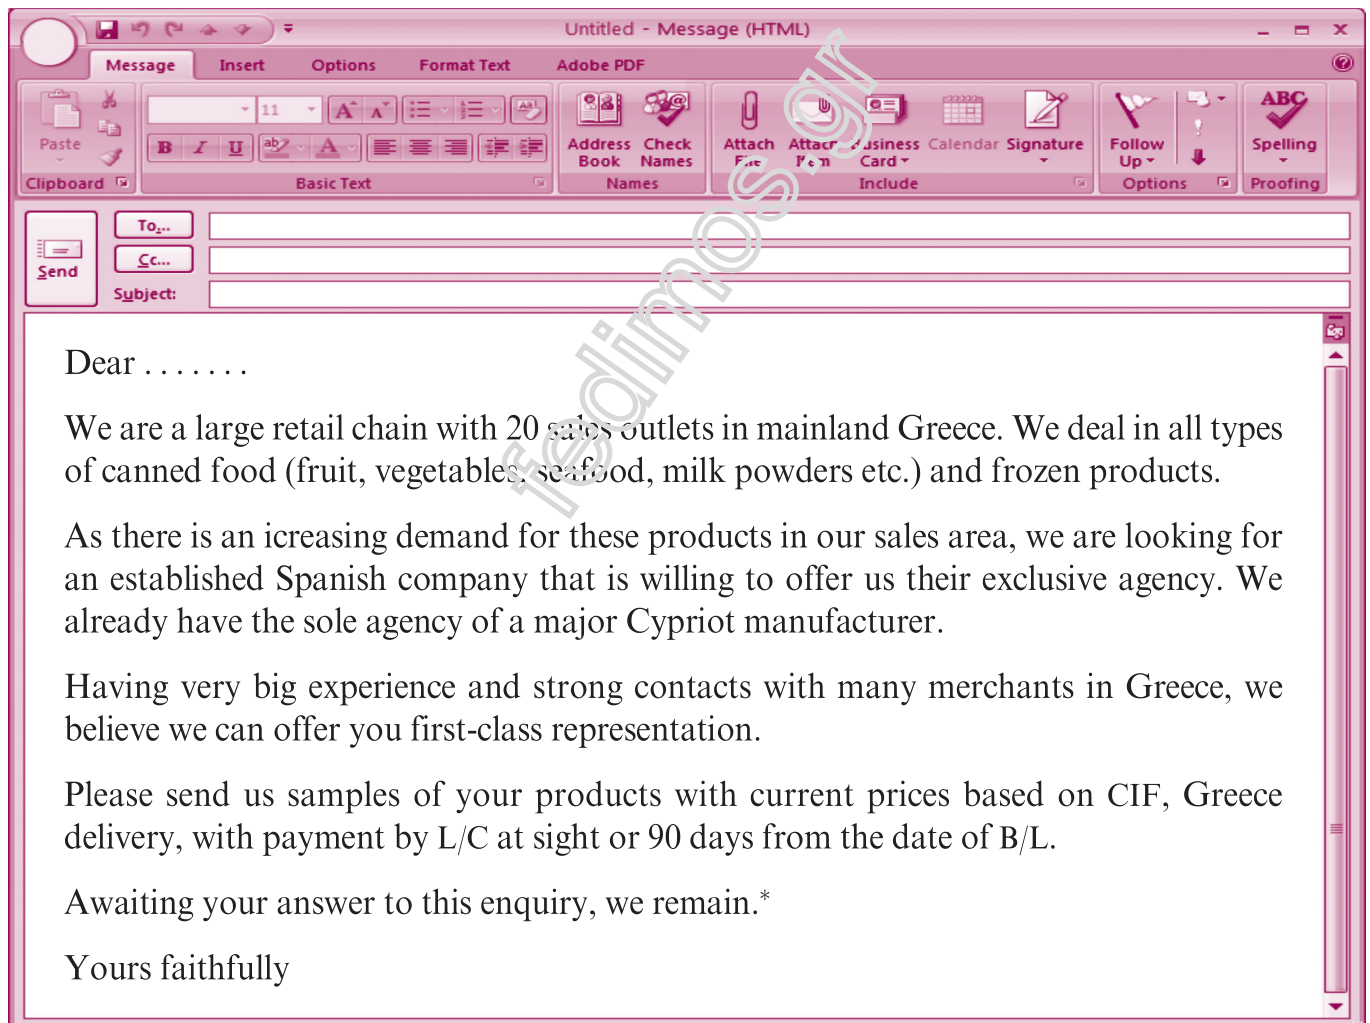 Untitled - Message (HTML)
Message Insert Options Format Text Adobe PDF
Paste
Clipboard
11
B I U ab A
Basic Text
Address Book
Check Names
Names
Attach File
Attach Item
Business Card
Calendar
Signature
Include
Follow Up
Options
ABC
Spelling
Proofing
Send
To...
Cc...
Subject:
Dear . . . . . . .
We are a large retail chain with 20 sales outlets in mainland Greece. We deal in all types
of canned food (fruit, vegetables, seafood, milk powders etc.) and frozen products.
As there is an icreasing demand for these products in our sales area, we are looking for
an established Spanish company that is willing to offer us their exclusive agency. We
already have the sole agency of a major Cypriot manufacturer.
Having very big experience and strong contacts with many merchants in Greece, we
believe we can offer you first-class representation.
Please send us samples of your products with current prices based on CIF, Greece
delivery, with payment by L/C at sight or 90 days from the date of B/L.
Awaiting your answer to this enquiry, we remain.*
Yours faithfully
fedimos.gr